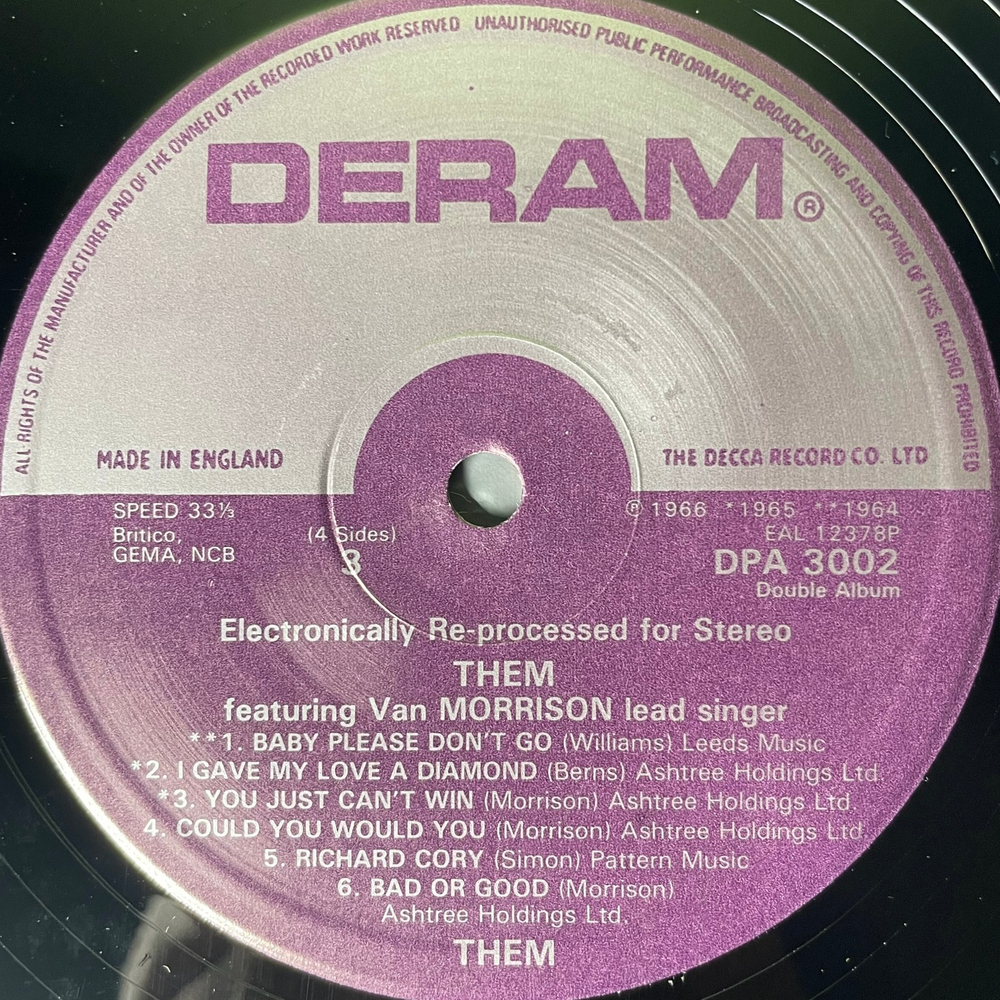 ALL RIGHTS OF THE MANUFACTURER AND OF THE OWNER OF THE RECORDED WORK RESERVED UNAUTHORISED PUBLIC PERFORMANCE BROADCASTING AND COPYING OF THIS RECORD PROHIBITED
DERAM®
MADE IN ENGLAND THE DECCA RECORD CO. LTD
SPEED 33⅓ ℗ 1966 *1965 **1964
Britico, (4 Sides) EAL 12378P
GEMA, NCB 3 DPA 3002
Double Album
Electronically Re-processed for Stereo
THEM
featuring Van MORRISON lead singer
**1. BABY PLEASE DON'T GO (Williams) Leeds Music
*2. I GAVE MY LOVE A DIAMOND (Berns) Ashtree Holdings Ltd.
*3. YOU JUST CAN'T WIN (Morrison) Ashtree Holdings Ltd.
4. COULD YOU WOULD YOU (Morrison) Ashtree Holdings Ltd.
5. RICHARD CORY (Simon) Pattern Music
6. BAD OR GOOD (Morrison)
Ashtree Holdings Ltd.
THEM